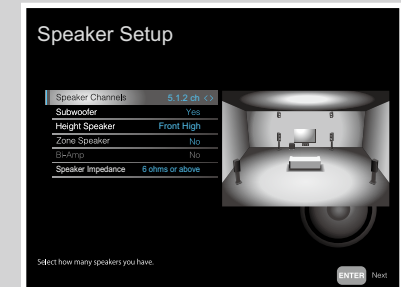 Speaker Setup
Speaker Channels 5.1.2 ch < >
Subwoofer Yes
Height Speaker Front High
Zone Speaker No
Bi-Amp No
Speaker Impedance 6 ohms or above
Select how many speakers you have.
ENTER Next